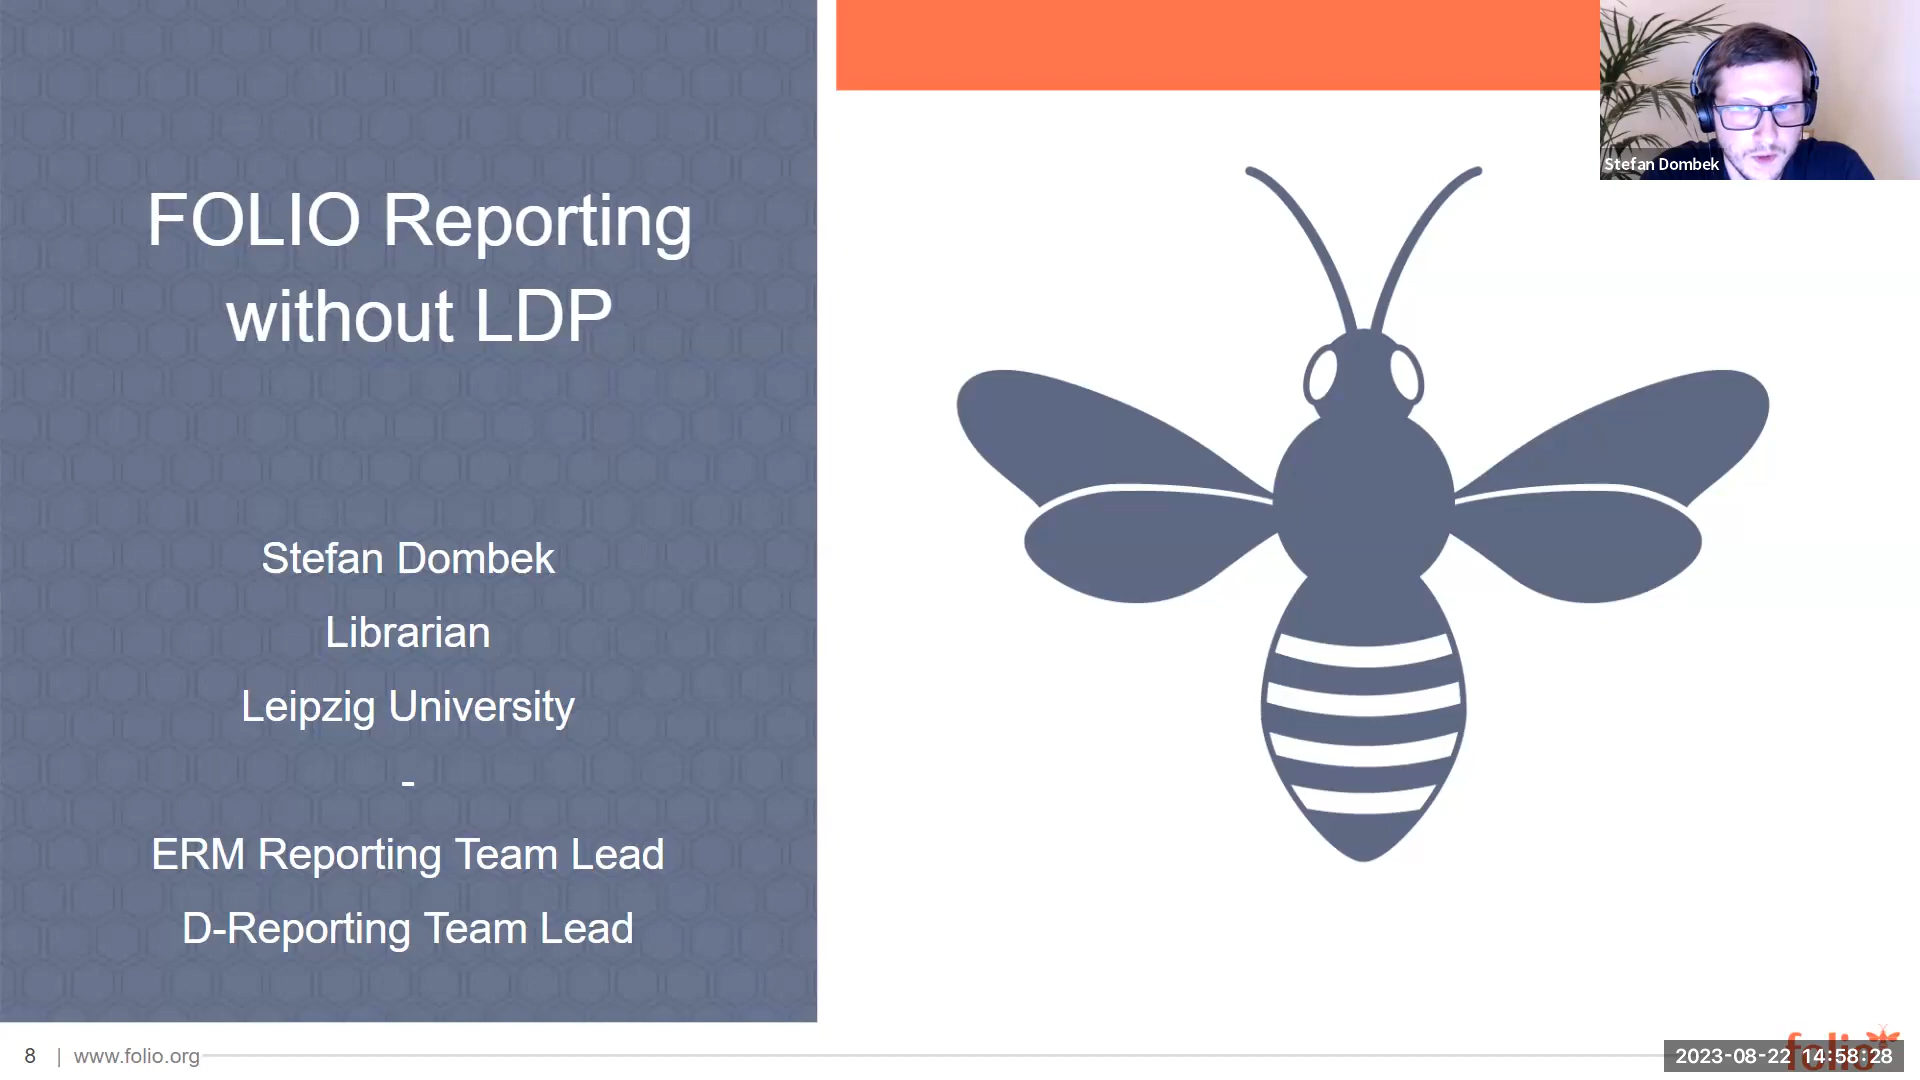 FOLIO Reporting
without LDP
Stefan Dombek
Librarian
Leipzig University
-
ERM Reporting Team Lead
D-Reporting Team Lead
Stefan Dombek
8 | www.folio.org
folio
2023-08-22 14:58:28